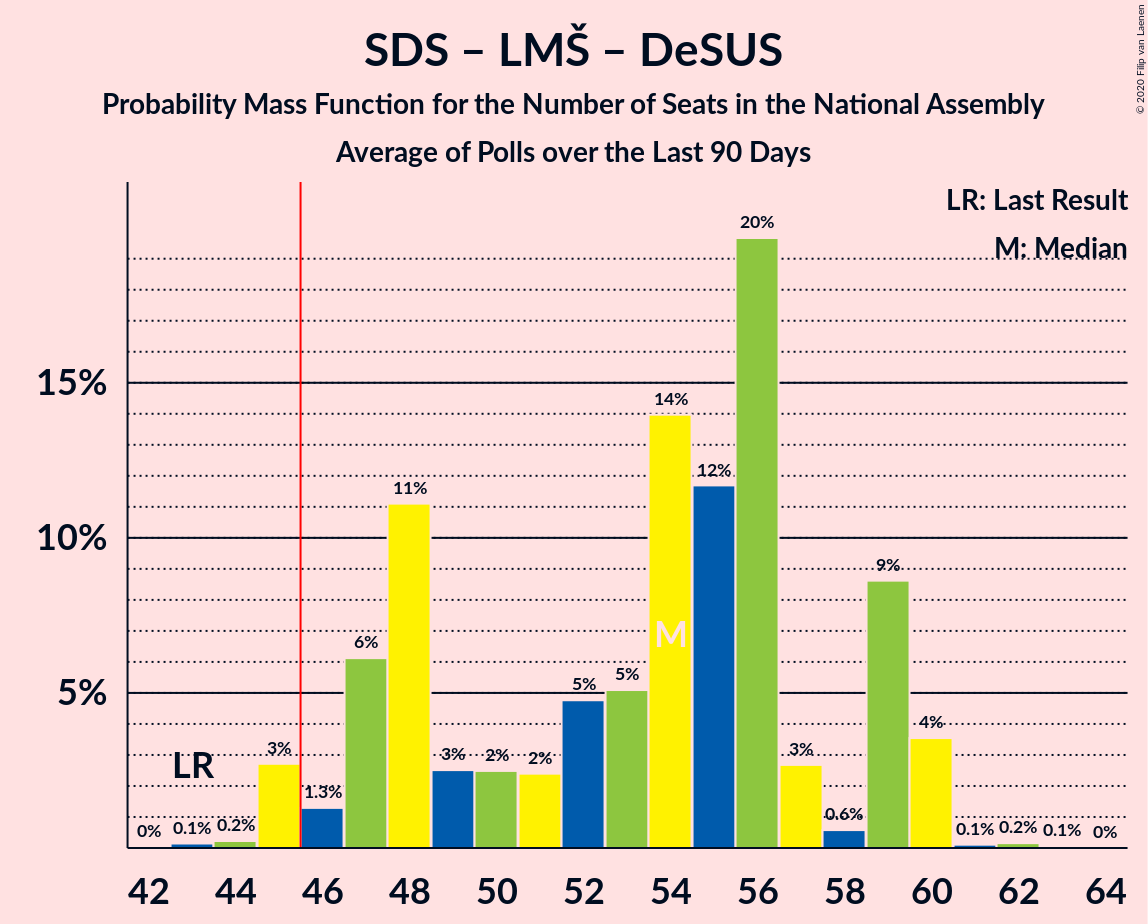 SDS – LMŠ – DeSUS
Probability Mass Function for the Number of Seats in the National Assembly
Average of Polls over the Last 90 Days
© 2020 Filip van Laenen
LR: Last Result
M: Median
20%
15%
14%
12%
11%
10%
9%
6%
5%
5%
5%
4%
3%
3%
2%
2%
3%
LR
M
0%
0.1%
0.2%
1.3%
0.6%
0.1%
0.2%
0.1%
0%
42 44 46 48 50 52 54 56 58 60 62 64